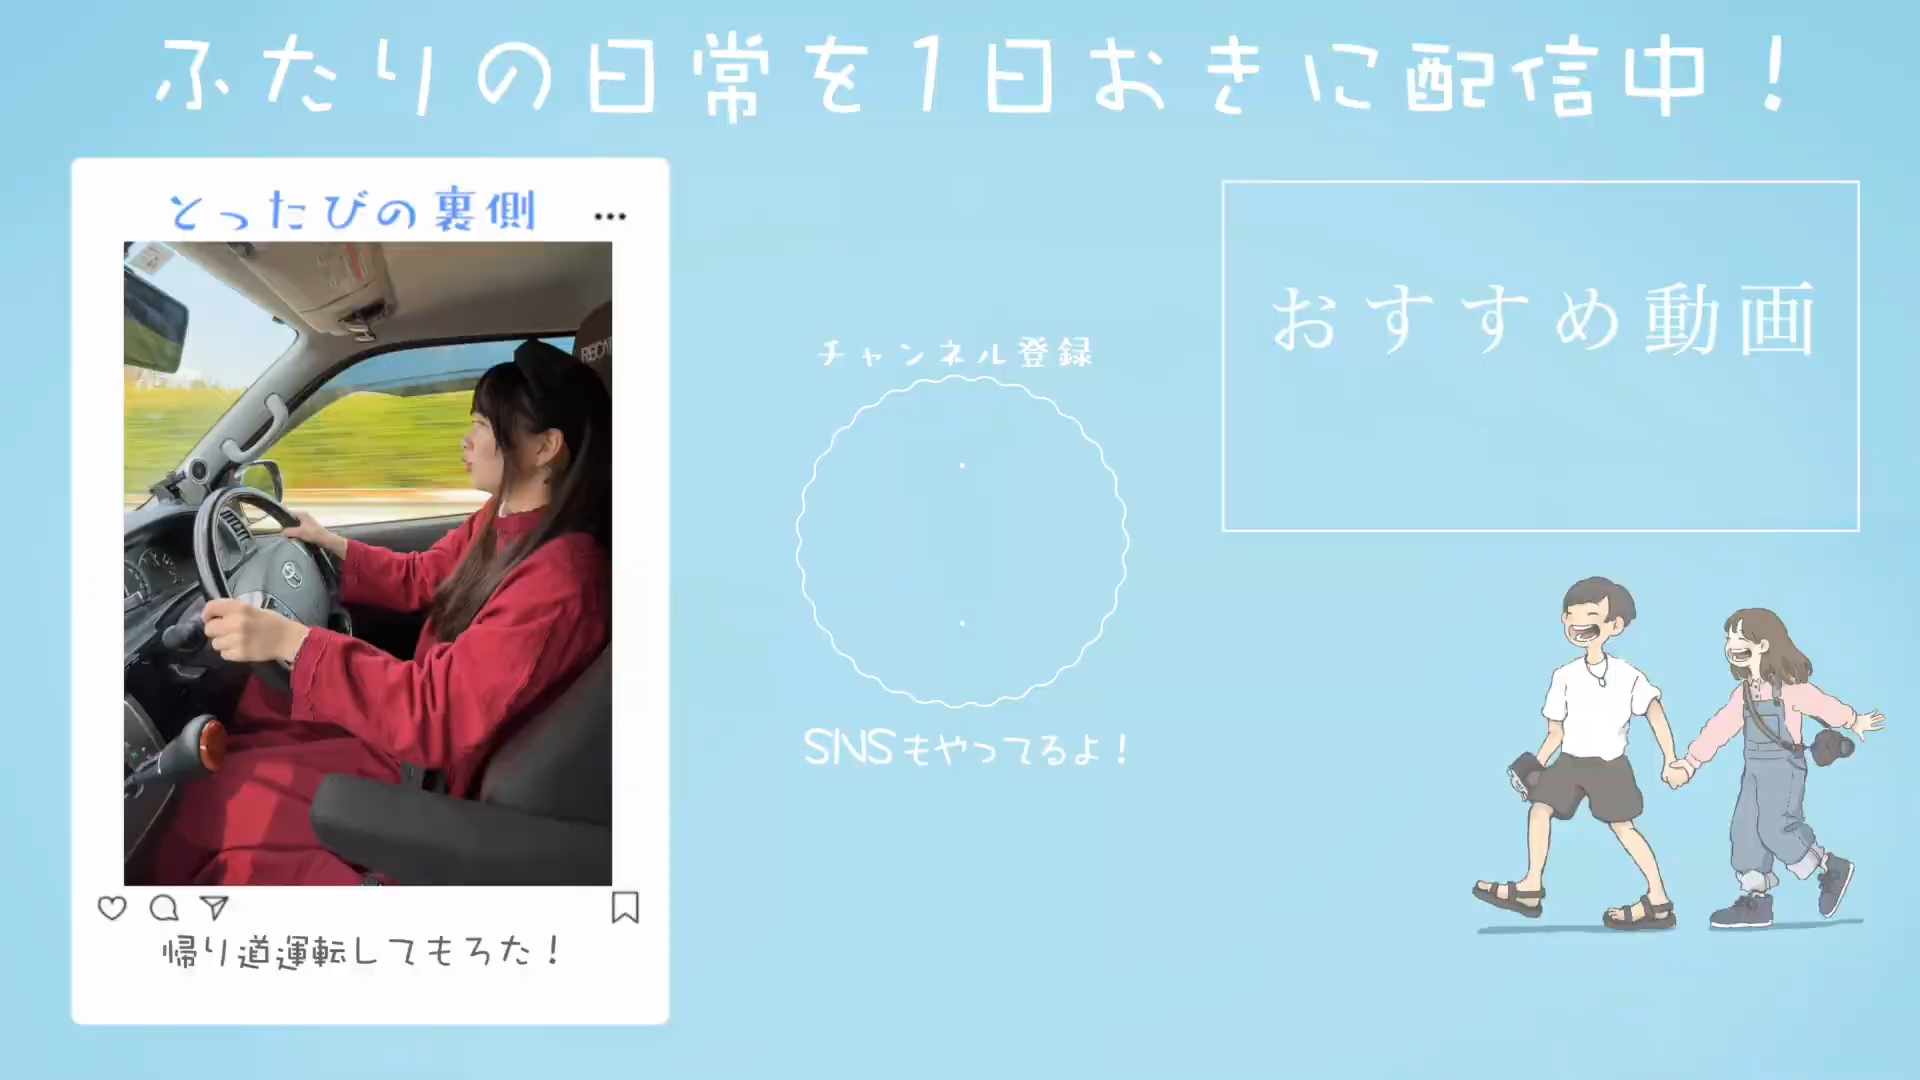 ふたりの日常を1日おきに配信中！
とったびの裏側
帰り道運転してもろた！
チャンネル登録
SNSもやってるよ！
おすすめ動画